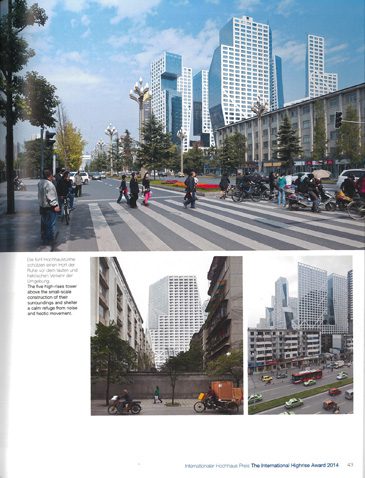 Die fünf Hochhaustürme
schützen einen Hort der
Ruhe vor dem lauten und
hektischen Verkehr der
Umgebung.
The five high-rises tower
above the small-scale
construction of their
surroundings and shelter
a calm refuge from noise
and hectic movement.
Internationaler Hochhaus Preis The International Highrise Award 2014 43